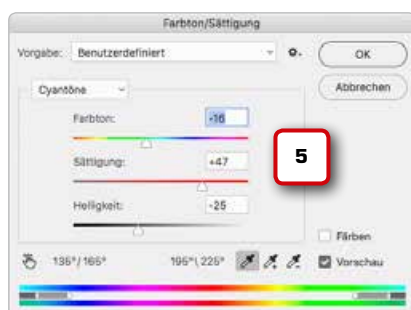 Farbton/Sättigung
Vorgabe: Benutzerdefiniert
OK
Abbrechen
Cyantöne
Farbton: -16
Sättigung: +47
5
Helligkeit: -25
Färben
135°/165° 195°\225°
Vorschau